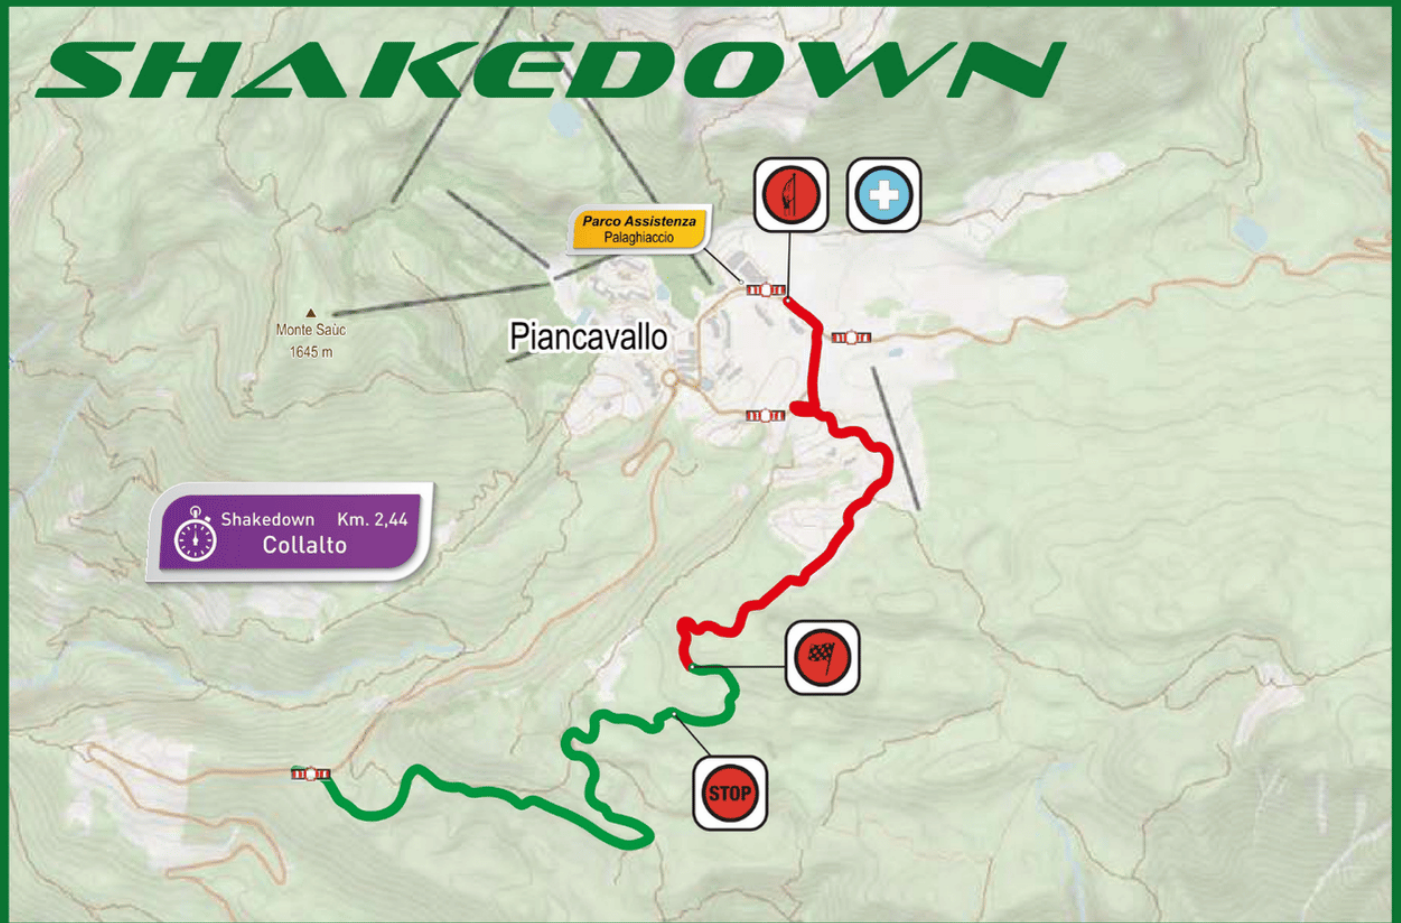 SHAKEDOWN
Parco Assistenza
Palaghiaccio
Piancavallo
Monte Saùc
1645 m
Shakedown Km. 2,44
Collalto
STOP